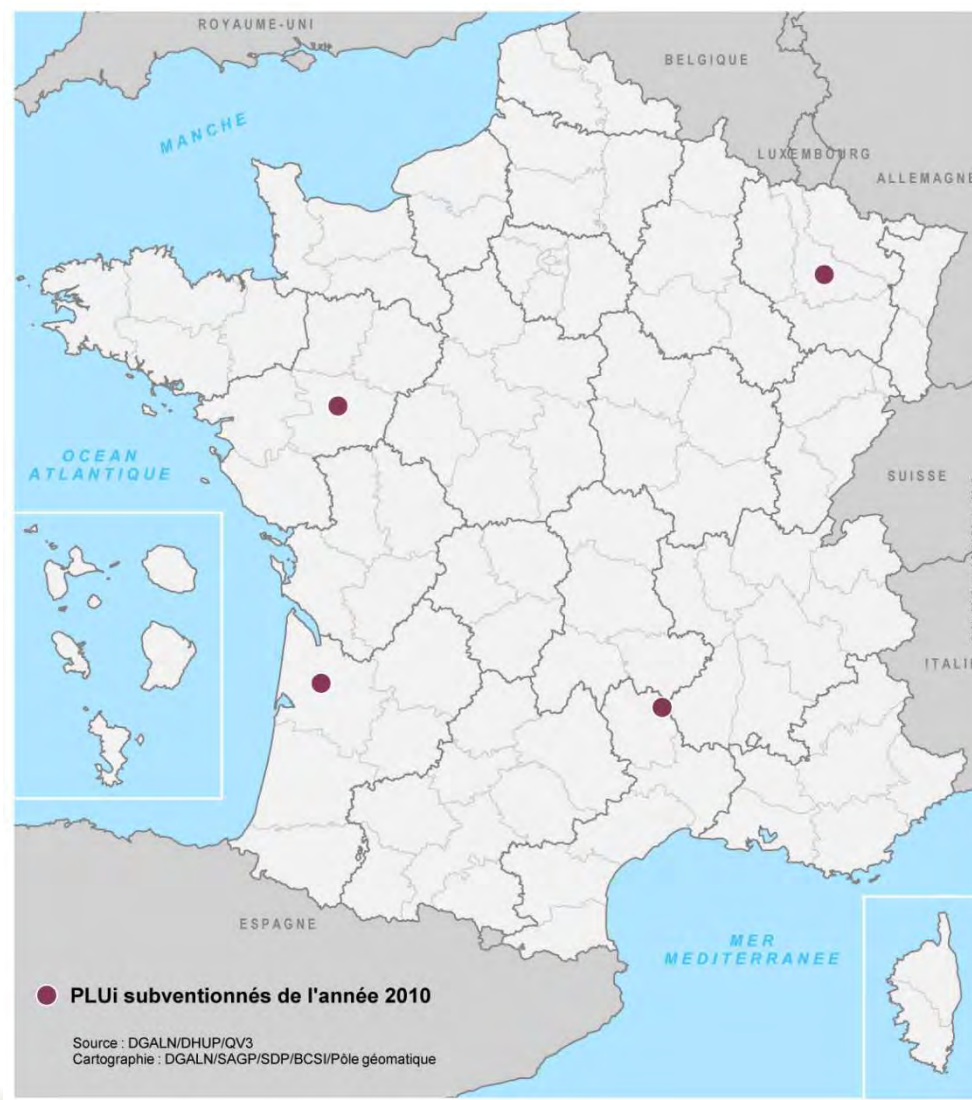 ROYAUME-UNI
BELGIQUE
MANCHE
LUXEMBOURG
ALLEMAGNE
OCEAN
ATLANTIQUE
SUISSE
ITALI
ESPAGNE
MER
MEDITERRANEE
PLUi subventionnés de l'année 2010
Source : DGALN/DHUP/QV3
Cartographie : DGALN/SAGP/SDP/BCSI/Pôle géomatique